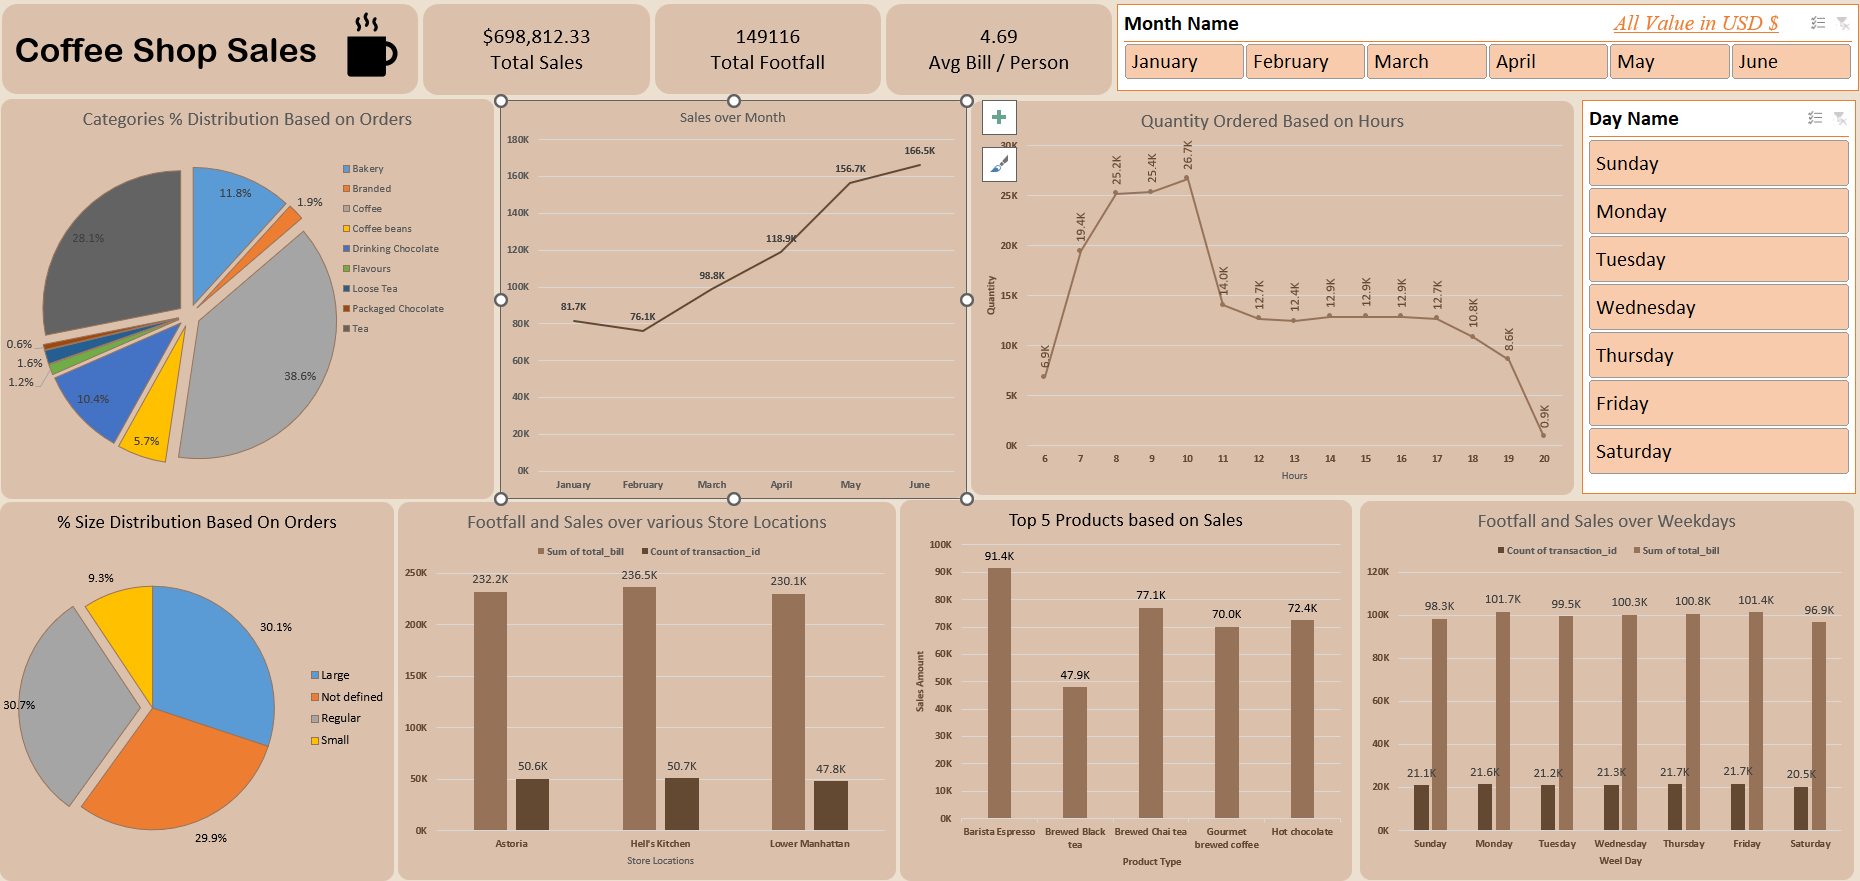 Coffee Shop Sales
$698,812.33
Total Sales
149116
Total Footfall
4.69
Avg Bill / Person
Month Name
All Value in USD $
January
February
March
April
May
June
Categories % Distribution Based on Orders
11.8%
1.9%
38.6%
5.7%
10.4%
1.2%
1.6%
0.6%
28.1%
Bakery
Branded
Coffee
Coffee beans
Drinking Chocolate
Flavours
Loose Tea
Packaged Chocolate
Tea
Sales over Month
180K
160K
140K
120K
100K
80K
60K
40K
20K
0K
81.7K
76.1K
98.8K
118.9K
156.7K
166.5K
January
February
March
April
May
June
Quantity Ordered Based on Hours
Quantity
30K
25K
20K
15K
10K
5K
0K
6.9K
19.4K
25.2K
25.4K
26.7K
14.0K
12.7K
12.4K
12.9K
12.9K
12.9K
12.7K
10.8K
8.6K
0.9K
6
7
8
9
10
11
12
13
14
15
16
17
18
19
20
Hours
Day Name
Sunday
Monday
Tuesday
Wednesday
Thursday
Friday
Saturday
% Size Distribution Based On Orders
9.3%
30.1%
30.7%
29.9%
Large
Not defined
Regular
Small
Footfall and Sales over various Store Locations
Sum of total_bill
Count of transaction_id
250K
200K
150K
100K
50K
0K
232.2K
50.6K
236.5K
50.7K
230.1K
47.8K
Astoria
Hell's Kitchen
Lower Manhattan
Store Locations
Top 5 Products based on Sales
Sales Amount
100K
90K
80K
70K
60K
50K
40K
30K
20K
10K
0K
91.4K
47.9K
77.1K
70.0K
72.4K
Barista Espresso
Brewed Black
tea
Brewed Chai tea
Gourmet
brewed coffee
Hot chocolate
Product Type
Footfall and Sales over Weekdays
Count of transaction_id
Sum of total_bill
120K
100K
80K
60K
40K
20K
0K
21.1K
98.3K
21.6K
101.7K
21.2K
99.5K
21.3K
100.3K
21.7K
100.8K
21.7K
101.4K
20.5K
96.9K
Sunday
Monday
Tuesday
Wednesday
Thursday
Friday
Saturday
Weel Day